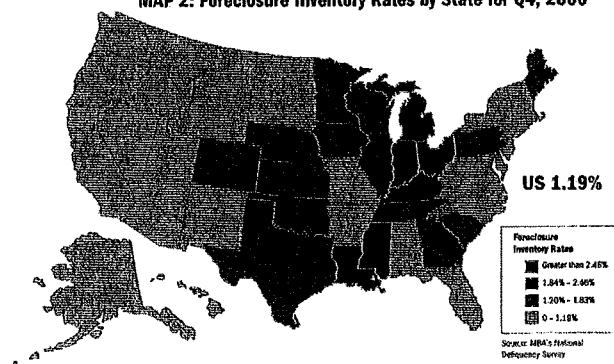 MAP 2: Foreclosure Inventory Rates by State for Q4, 2006
US 1.19%
Foreclosure
Inventory Rates
Greater than 2.46%
1.84% - 2.46%
1.20% - 1.83%
0 - 1.19%
Source: MBA's National
Delinquency Survey